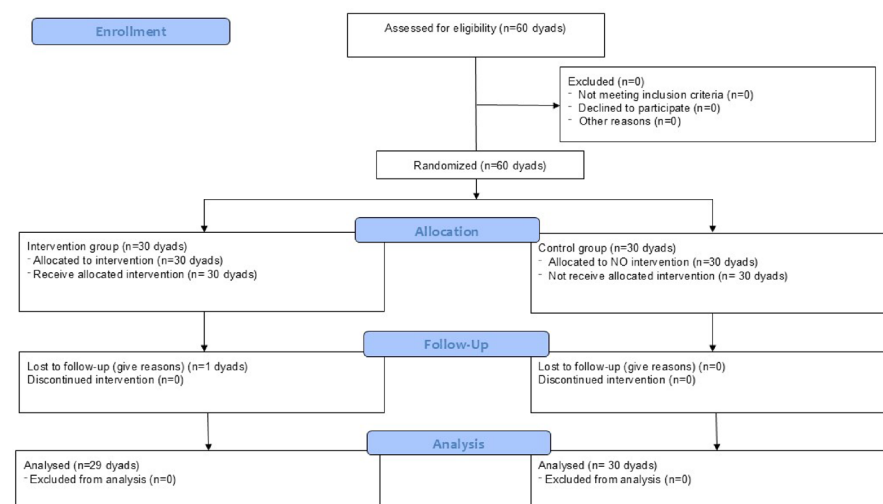 Enrollment
Assessed for eligibility (n=60 dyads)
Excluded (n=0)
- Not meeting inclusion criteria (n=0)
- Declined to participate (n=0)
- Other reasons (n=0)
Randomized (n=60 dyads)
Allocation
Intervention group (n=30 dyads)
- Allocated to intervention (n=30 dyads)
- Receive allocated intervention (n= 30 dyads)
Control group (n=30 dyads)
- Allocated to NO intervention (n=30 dyads)
- Not receive allocated intervention (n= 30 dyads)
Follow-Up
Lost to follow-up (give reasons) (n=1 dyads)
Discontinued intervention (n=0)
Lost to follow-up (give reasons) (n=0)
Discontinued intervention (n=0)
Analysis
Analysed (n=29 dyads)
- Excluded from analysis (n=0)
Analysed (n= 30 dyads)
- Excluded from analysis (n=0)